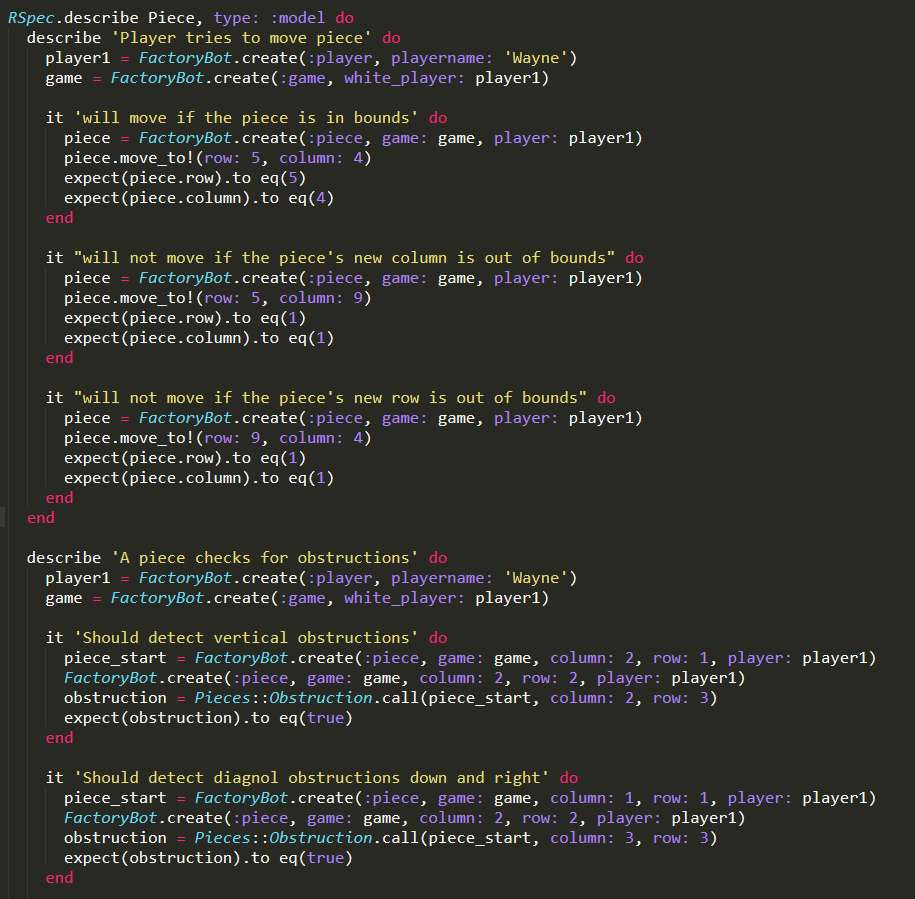 RSpec.describe Piece, type: :model do
  describe 'Player tries to move piece' do
    player1 = FactoryBot.create(:player, playername: 'Wayne')
    game = FactoryBot.create(:game, white_player: player1)

    it 'will move if the piece is in bounds' do
      piece = FactoryBot.create(:piece, game: game, player: player1)
      piece.move_to!(row: 5, column: 4)
      expect(piece.row).to eq(5)
      expect(piece.column).to eq(4)
    end

    it "will not move if the piece's new column is out of bounds" do
      piece = FactoryBot.create(:piece, game: game, player: player1)
      piece.move_to!(row: 5, column: 9)
      expect(piece.row).to eq(1)
      expect(piece.column).to eq(1)
    end

    it "will not move if the piece's new row is out of bounds" do
      piece = FactoryBot.create(:piece, game: game, player: player1)
      piece.move_to!(row: 9, column: 4)
      expect(piece.row).to eq(1)
      expect(piece.column).to eq(1)
    end
  end

  describe 'A piece checks for obstructions' do
    player1 = FactoryBot.create(:player, playername: 'Wayne')
    game = FactoryBot.create(:game, white_player: player1)

    it 'Should detect vertical obstructions' do
      piece_start = FactoryBot.create(:piece, game: game, column: 2, row: 1, player: player1)
      FactoryBot.create(:piece, game: game, column: 2, row: 2, player: player1)
      obstruction = Pieces::Obstruction.call(piece_start, column: 2, row: 3)
      expect(obstruction).to eq(true)
    end

    it 'Should detect diagnol obstructions down and right' do
      piece_start = FactoryBot.create(:piece, game: game, column: 1, row: 1, player: player1)
      FactoryBot.create(:piece, game: game, column: 2, row: 2, player: player1)
      obstruction = Pieces::Obstruction.call(piece_start, column: 3, row: 3)
      expect(obstruction).to eq(true)
    end